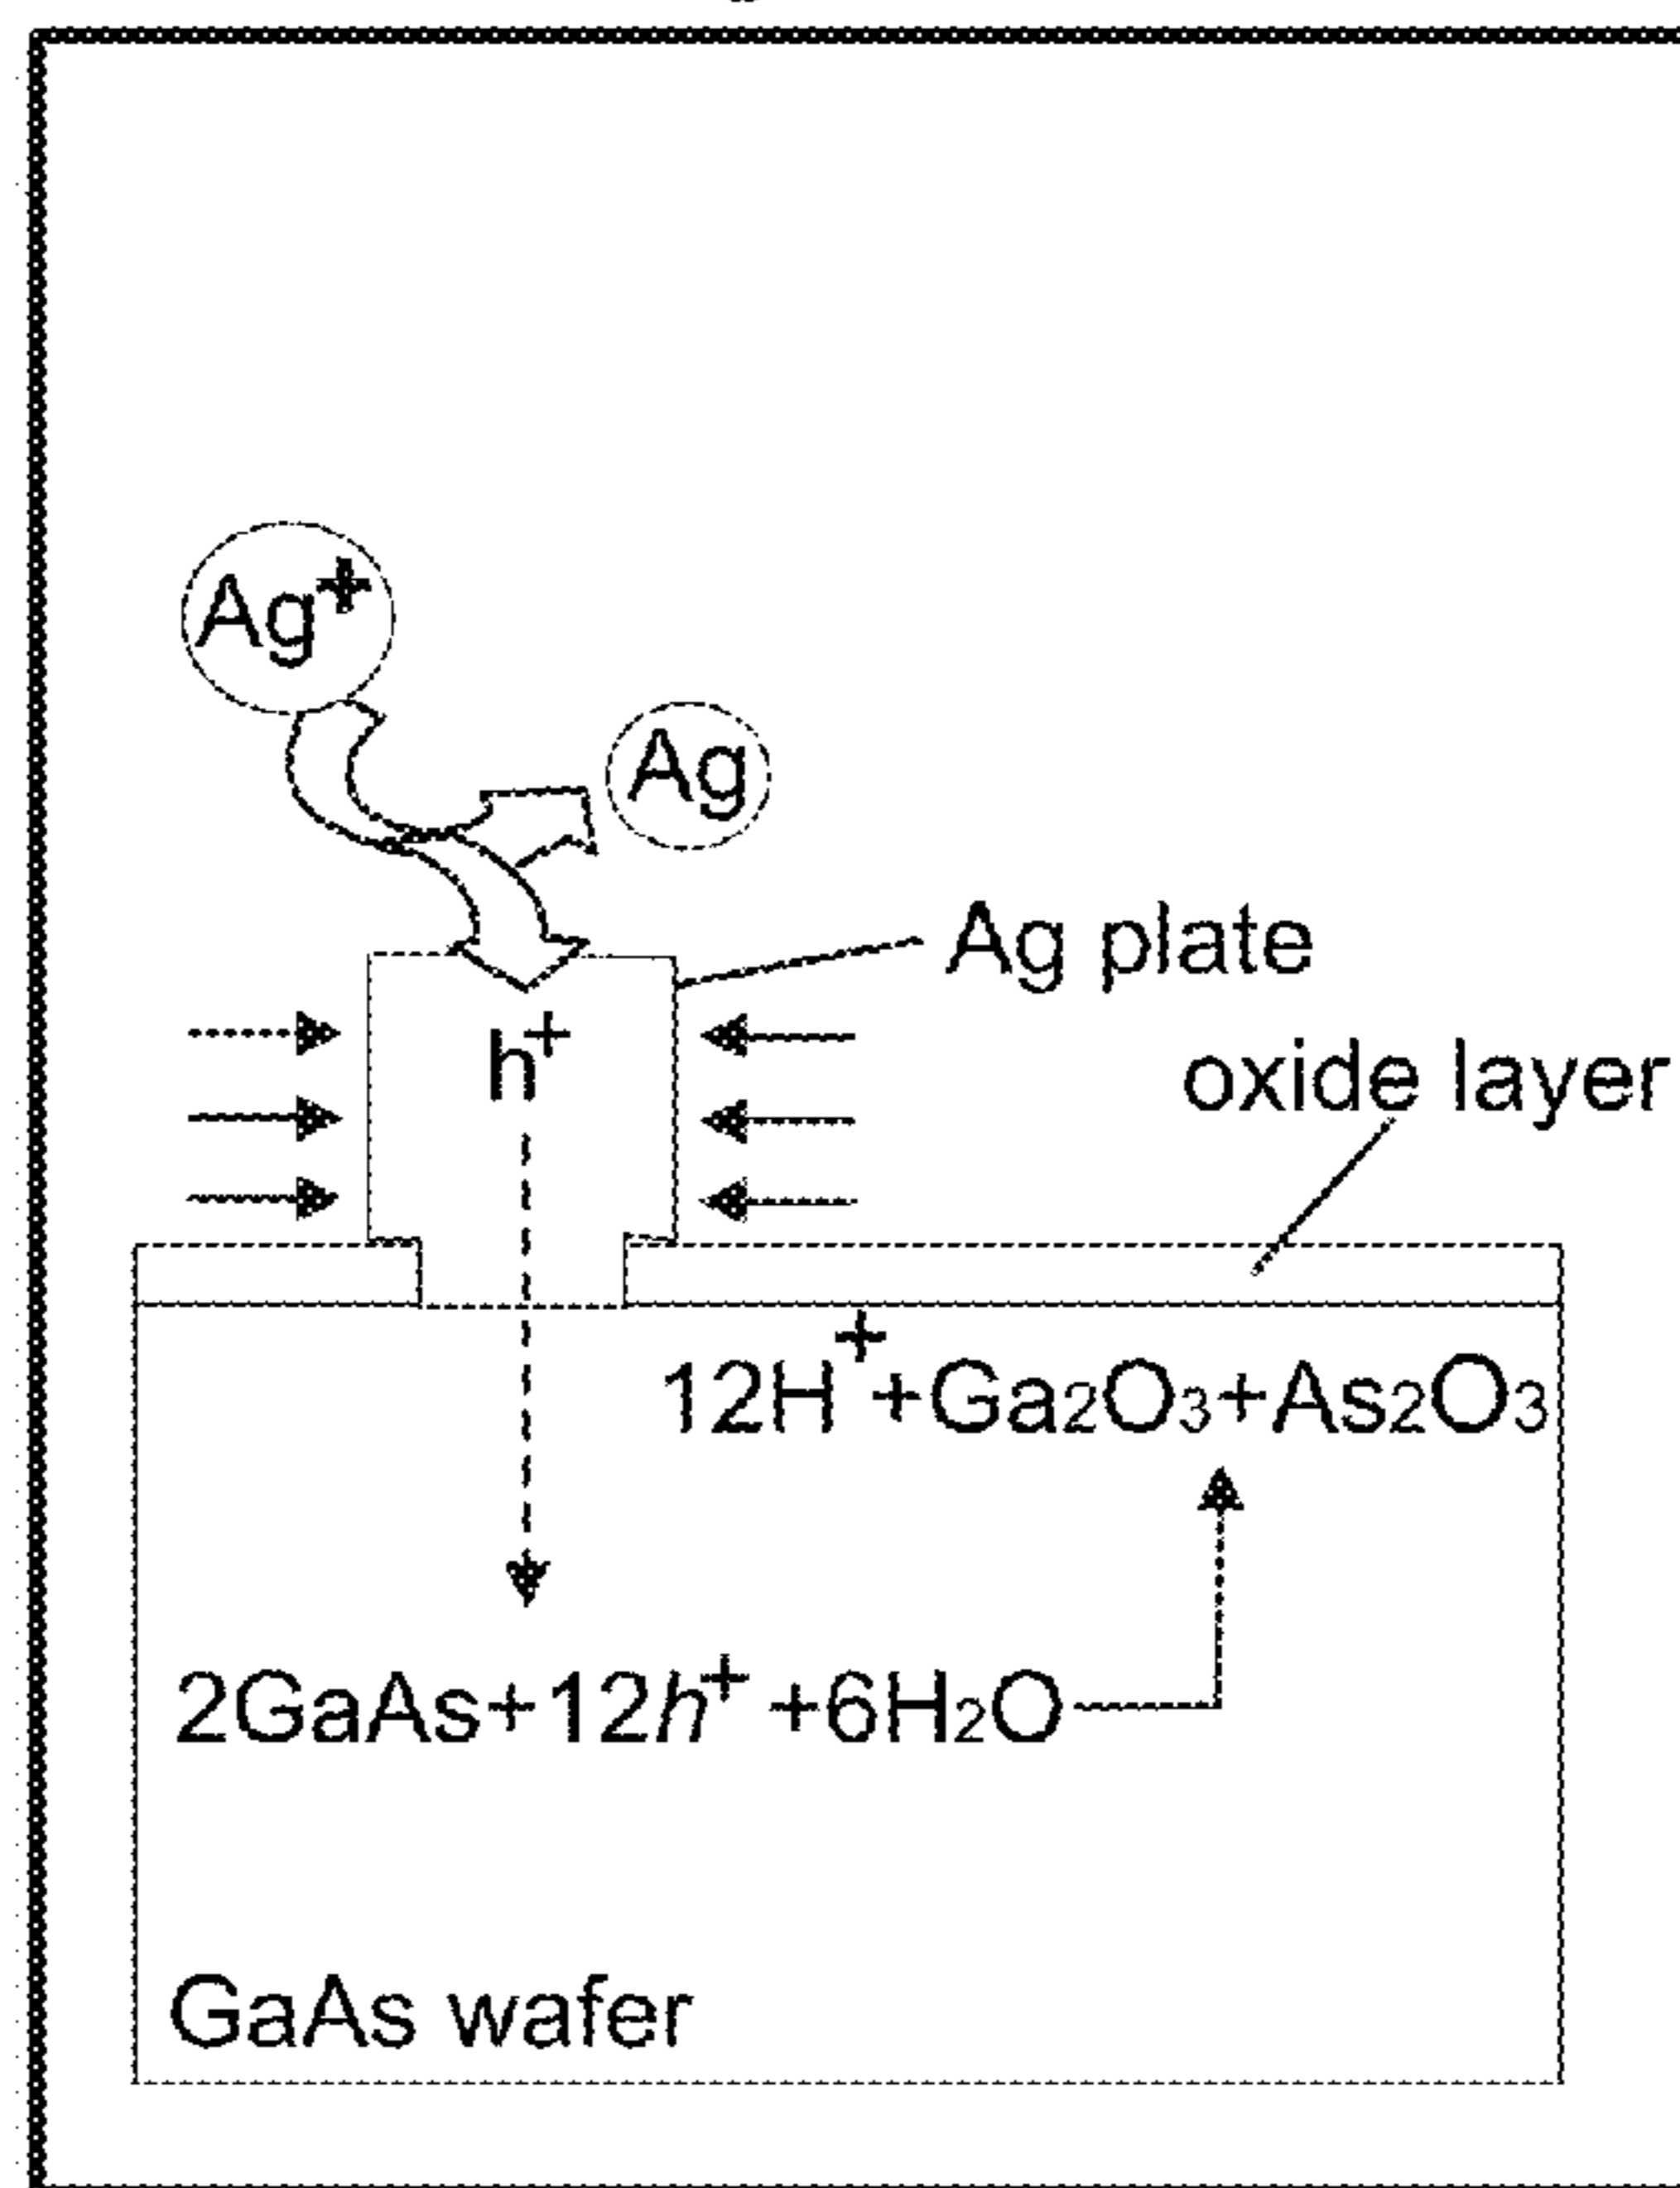 Ag⁺
Ag
Ag plate
h⁺
oxide layer
12H⁺+Ga₂O₃+As₂O₃
2GaAs+12h⁺+6H₂O
GaAs wafer